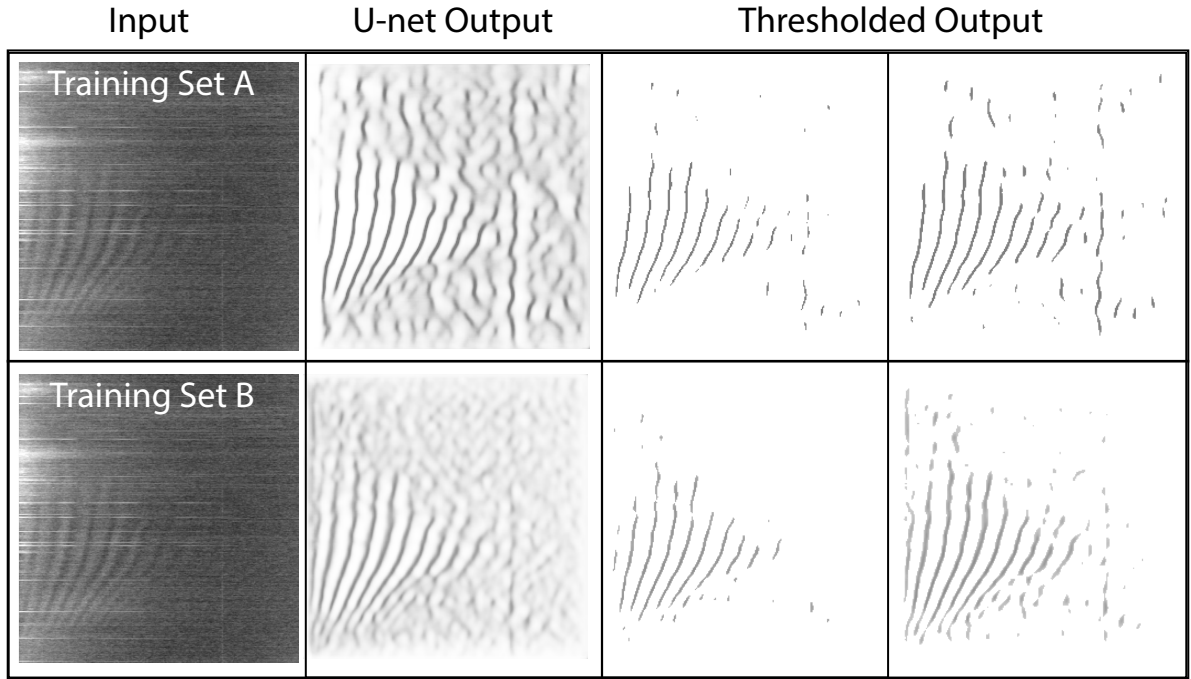 Input
U-net Output
Thresholded Output
Training Set A
Training Set B